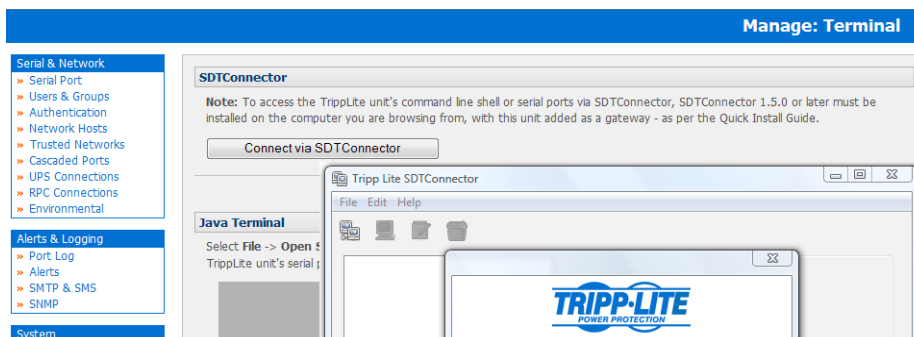 Manage: Terminal
Serial & Network
» Serial Port
» Users & Groups
» Authentication
» Network Hosts
» Trusted Networks
» Cascaded Ports
» UPS Connections
» RPC Connections
» Environmental
Alerts & Logging
» Port Log
» Alerts
» SMTP & SMS
» SNMP
System
SDTConnector
Note: To access the TrippLite unit's command line shell or serial ports via SDTConnector, SDTConnector 1.5.0 or later must be
installed on the computer you are browsing from, with this unit added as a gateway - as per the Quick Install Guide.
Connect via SDTConnector
Java Terminal
Select File -> Open
TrippLite unit's serial
Tripp Lite SDTConnector
File Edit Help
TRIPP·LITE
POWER PROTECTION